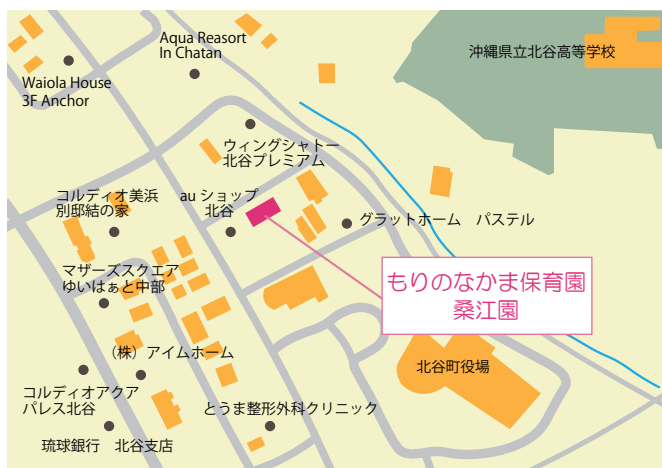 Aqua Reasort
In Chatan
沖縄県立北谷高等学校
Waiola House
3F Anchor
ウィングシャトー
北谷プレミアム
コルディオ美浜
別邸結の家
au ショップ
北谷
グラットホーム　パステル
マザーズスクエア
ゆいはぁと中部
もりのなかま保育園
桑江園
（株）アイムホーム
北谷町役場
コルディオアクア
パレス北谷
とうま整形外科クリニック
琉球銀行　北谷支店